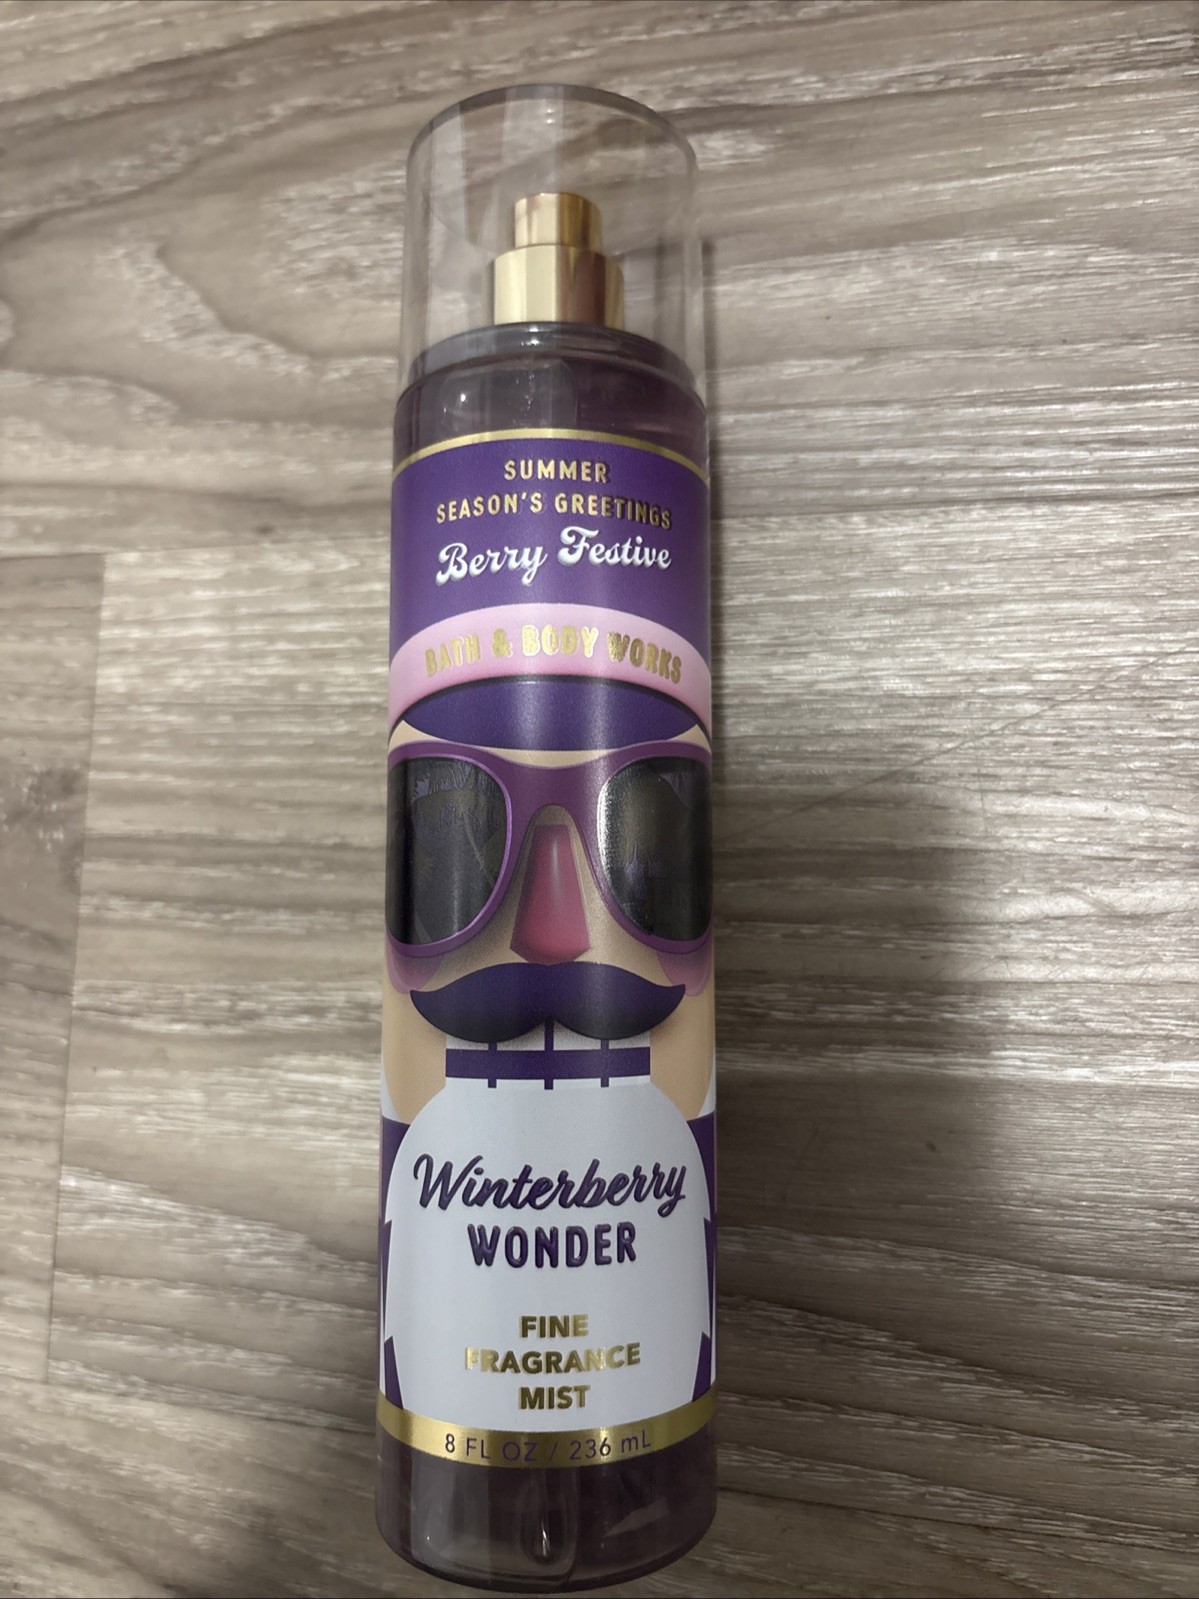 SUMMER
SEASON'S GREETINGS
Berry Festive
BATH & BODY WORKS
Winterberry
WONDER
FINE
FRAGRANCE
MIST
8 FL OZ / 236 mL